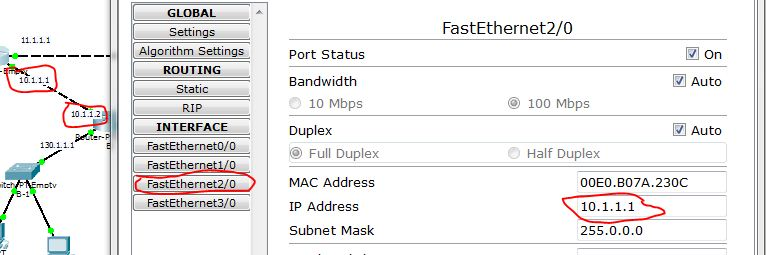 11.1.1.1
10.1.1.1
10.1.1.2
130.1.1.1
B-1
GLOBAL
Settings
Algorithm Settings
ROUTING
Static
RIP
INTERFACE
FastEthernet0/0
FastEthernet1/0
FastEthernet2/0
FastEthernet3/0
FastEthernet2/0
Port Status On
Bandwidth Auto
10 Mbps 100 Mbps
Duplex Auto
Full Duplex Half Duplex
MAC Address 00E0.B07A.230C
IP Address 10.1.1.1
Subnet Mask 255.0.0.0